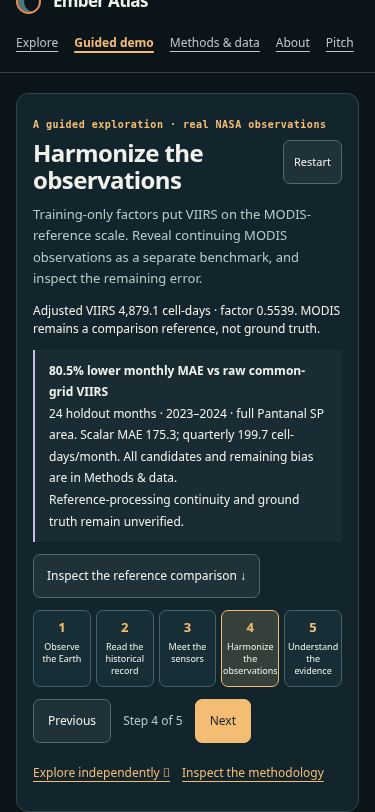 Ember Atlas
Explore Guided demo Methods & data About Pitch
A guided exploration · real NASA observations
Harmonize the
observations
Restart
Training-only factors put VIIRS on the MODIS-
reference scale. Reveal continuing MODIS
observations as a separate benchmark, and
inspect the remaining error.
Adjusted VIIRS 4,879.1 cell-days · factor 0.5539. MODIS
remains a comparison reference, not ground truth.
80.5% lower monthly MAE vs raw common-
grid VIIRS
24 holdout months · 2023–2024 · full Pantanal SP
area. Scalar MAE 175.3; quarterly 199.7 cell-
days/month. All candidates and remaining bias
are in Methods & data.
Reference-processing continuity and ground
truth remain unverified.
Inspect the reference comparison ↓
1
Observe
the Earth
2
Read the
historical
record
3
Meet the
sensors
4
Harmonize
the
observations
5
Understand
the
evidence
Previous
Step 4 of 5
Next
Explore independently
Inspect the methodology